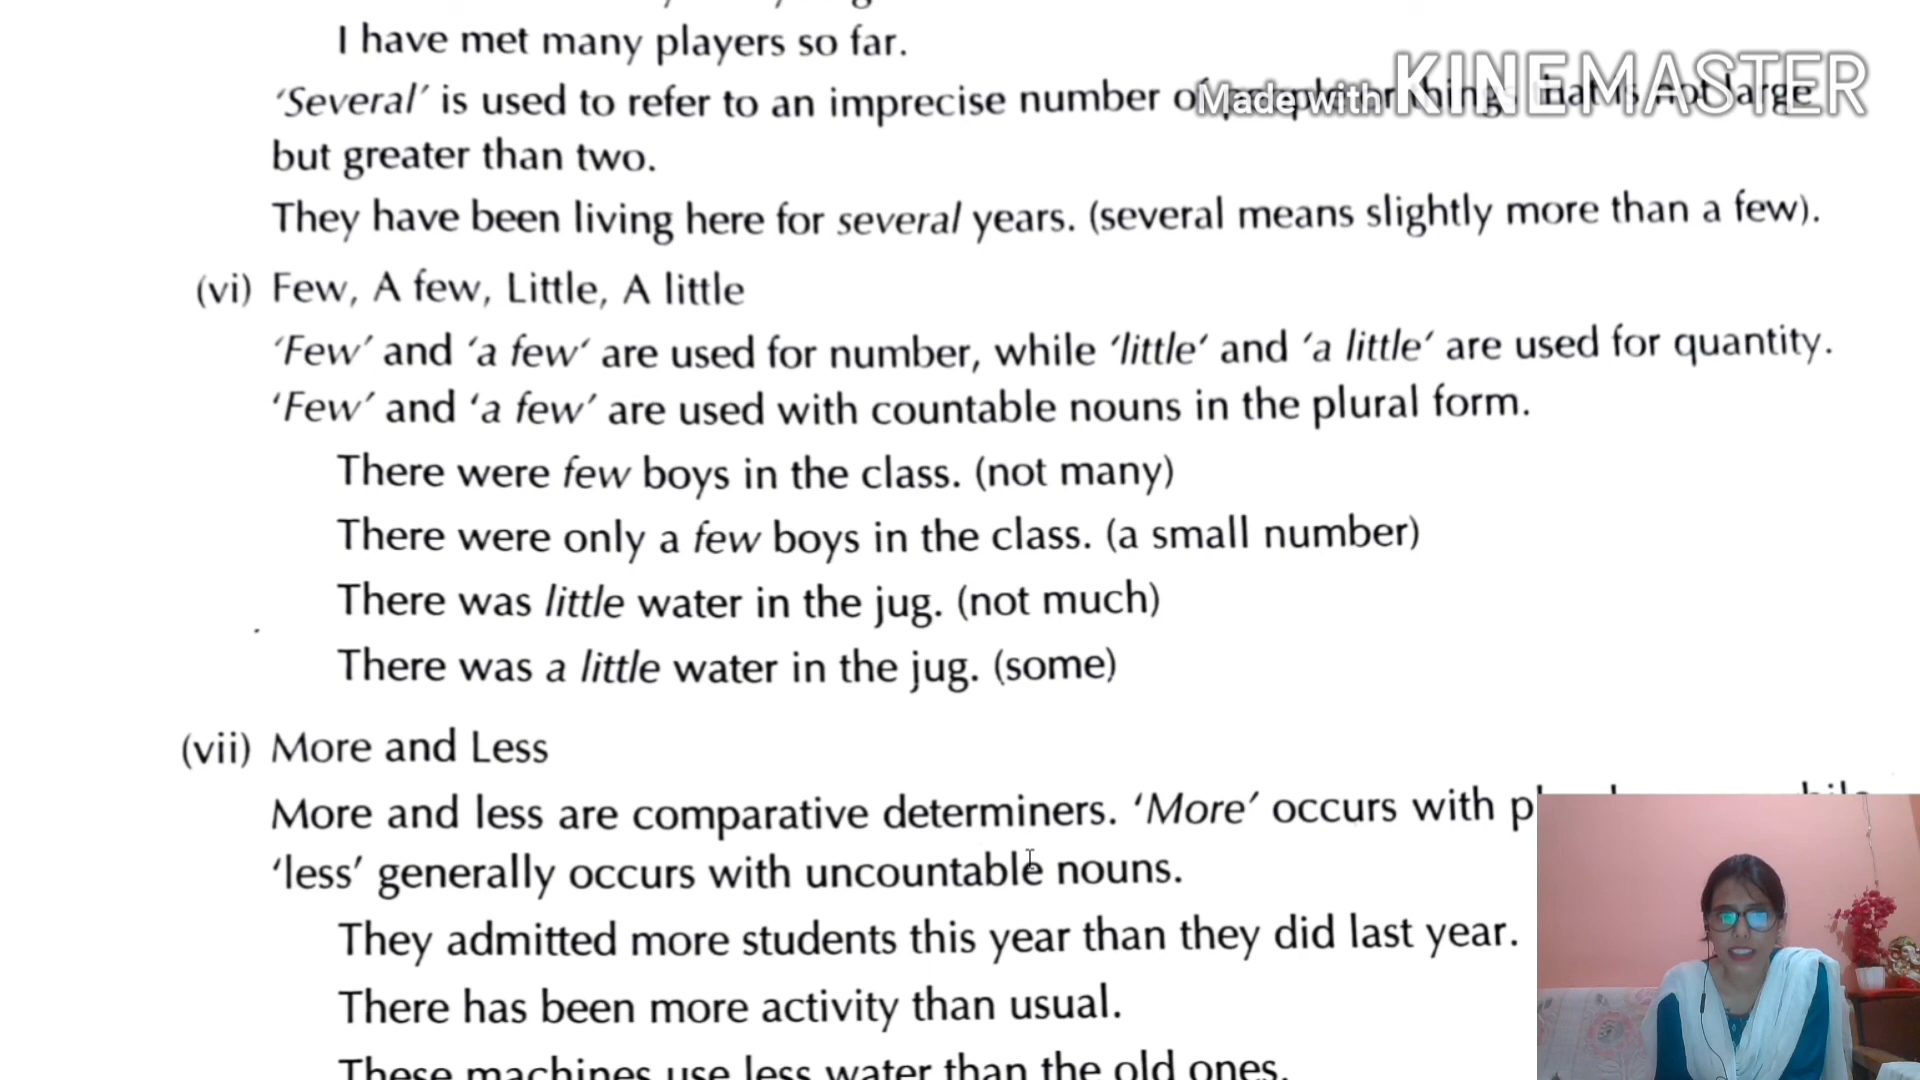 I have met many players so far.
Made with KINEMASTER
‘Several’ is used to refer to an imprecise number of people or things that is not large
but greater than two.
They have been living here for several years. (several means slightly more than a few).
(vi) Few, A few, Little, A little
‘Few’ and ‘a few‘ are used for number, while ‘little’ and ‘a little’ are used for quantity.
‘Few’ and ‘a few’ are used with countable nouns in the plural form.
There were few boys in the class. (not many)
There were only a few boys in the class. (a small number)
There was little water in the jug. (not much)
There was a little water in the jug. (some)
(vii) More and Less
More and less are comparative determiners. ‘More’ occurs with
‘less’ generally occurs with uncountable nouns.
They admitted more students this year than they did last year.
There has been more activity than usual.
These machines use less water than the old ones.